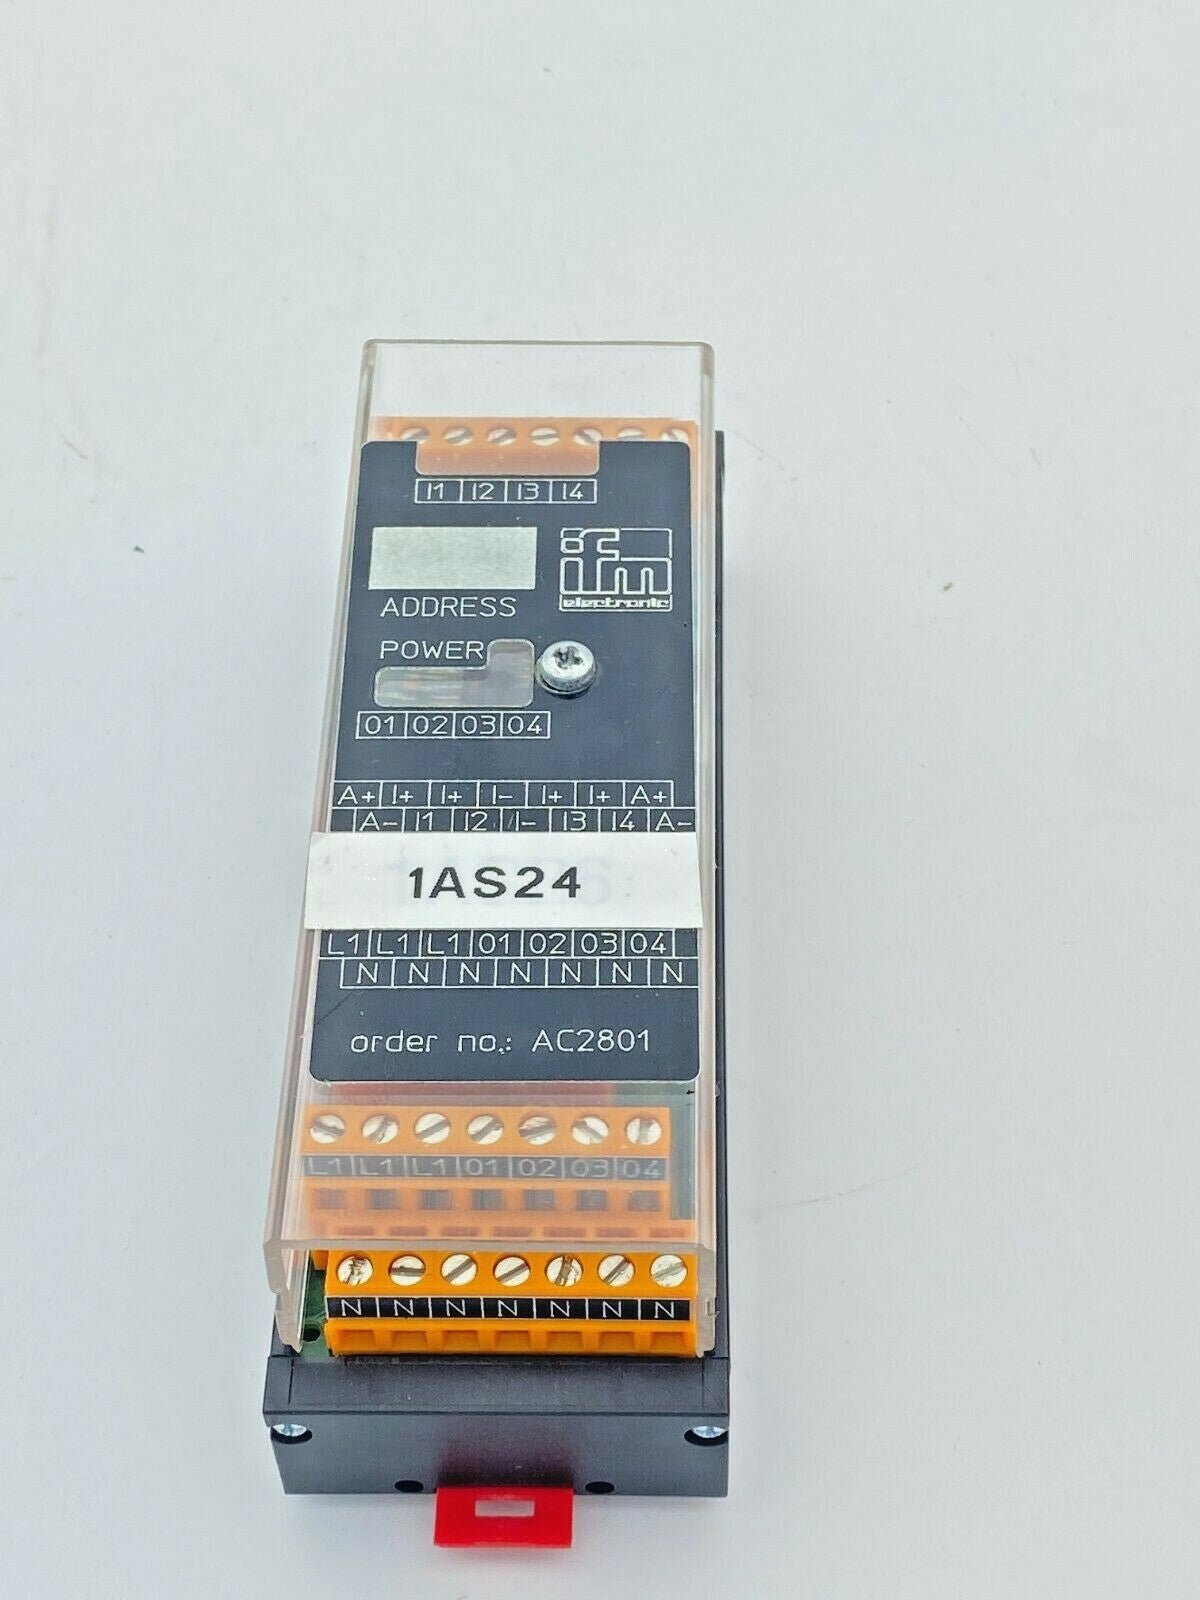 I1 I2 I3 I4
ifm
electronic
ADDRESS
POWER
01 02 03 04
A+ I+ I+ I- I+ I+ A+
A- I1 I2 I- I3 I4 A-
1AS24
L1 L1 L1 01 02 03 04
N N N N N N N
order no.: AC2801
L1 L1 L1 01 02 03 04
N N N N N N N